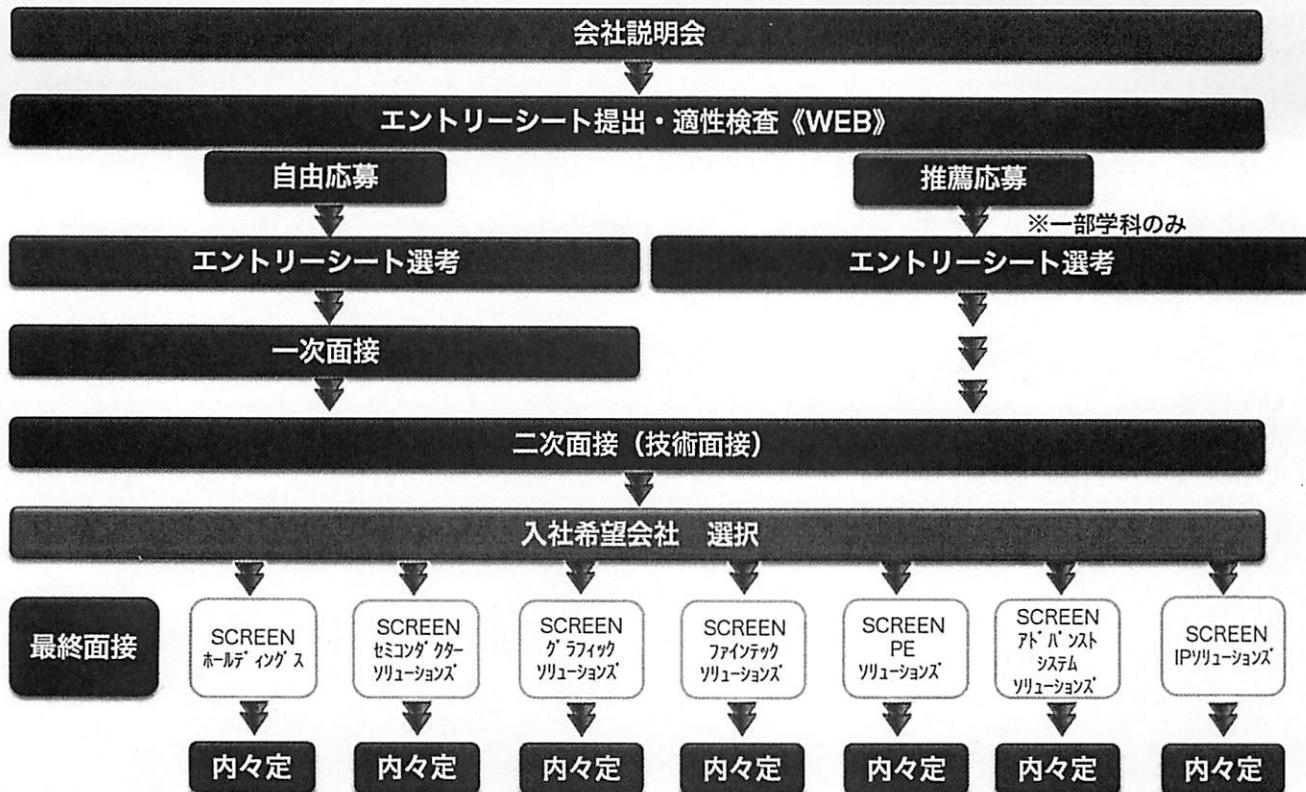 会社説明会
エントリーシート提出・適性検査《WEB》
自由応募
推薦応募
※一部学科のみ
エントリーシート選考
エントリーシート選考
一次面接
二次面接（技術面接）
入社希望会社　選択
最終面接
SCREEN
ﾎｰﾙﾃﾞｨﾝｸﾞｽ
SCREEN
ｾﾐｺﾝﾀﾞｸﾀｰ
ｿﾘｭｰｼｮﾝｽﾞ
SCREEN
ｸﾞﾗﾌｨｯｸ
ｿﾘｭｰｼｮﾝｽﾞ
SCREEN
ﾌｧｲﾝﾃｯｸ
ｿﾘｭｰｼｮﾝｽﾞ
SCREEN
PE
ｿﾘｭｰｼｮﾝｽﾞ
SCREEN
ｱﾄﾞﾊﾞﾝｽﾄ
ｼｽﾃﾑ
ｿﾘｭｰｼｮﾝｽﾞ
SCREEN
IPｿﾘｭｰｼｮﾝｽﾞ
内々定
内々定
内々定
内々定
内々定
内々定
内々定